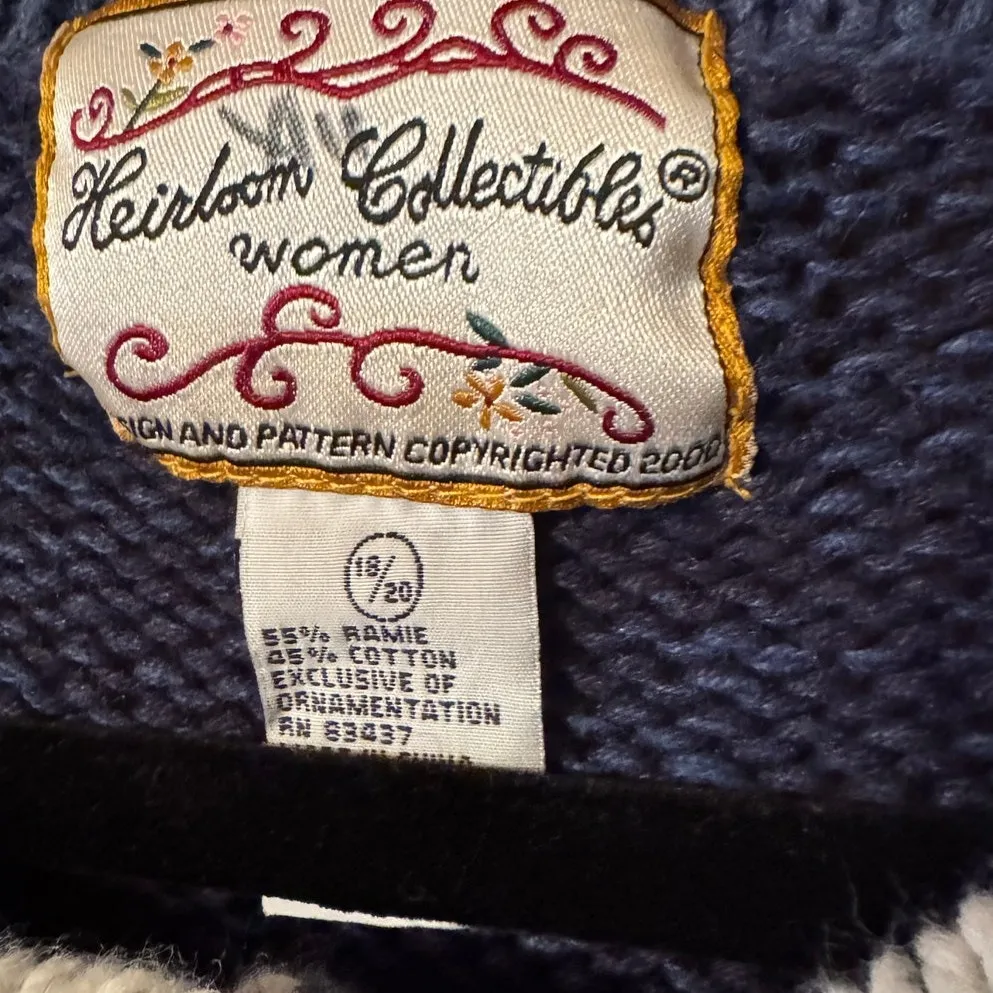 Heirloom Collectibles®
women
SIGN AND PATTERN COPYRIGHTED 2000
18/20
55% RAMIE
45% COTTON
EXCLUSIVE OF
ORNAMENTATION
RN 83437